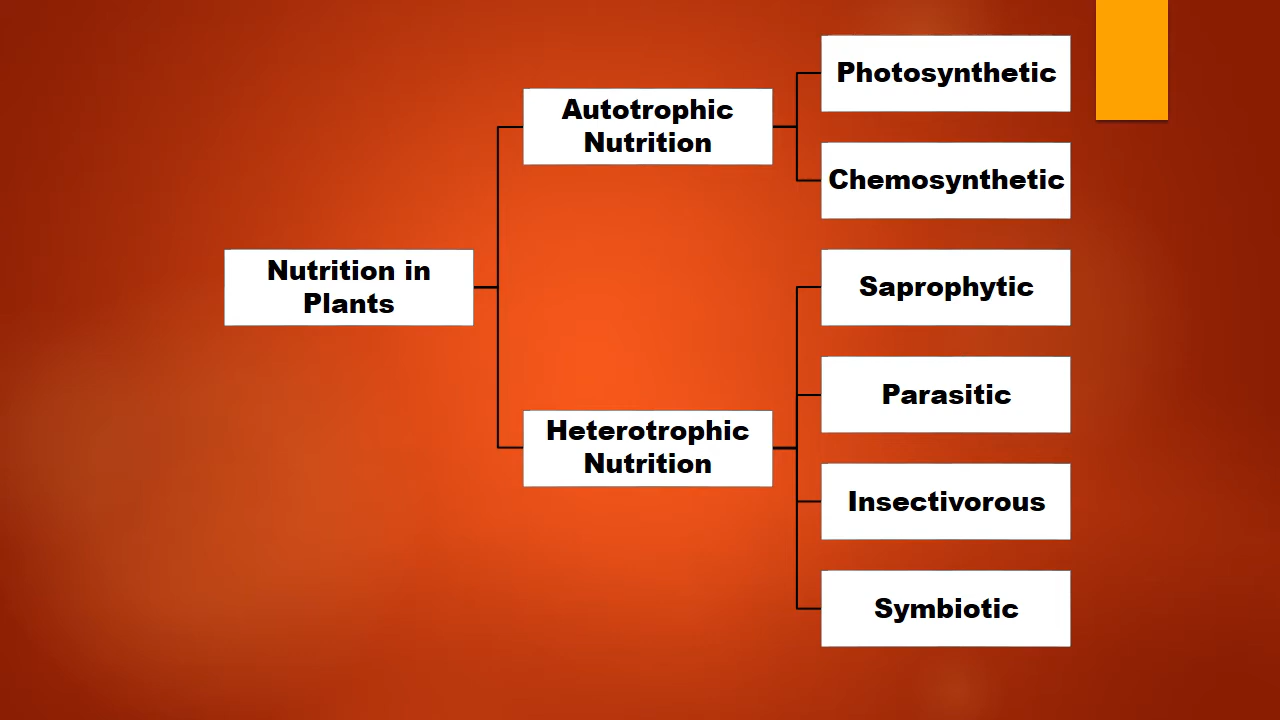 Nutrition in
Plants
Autotrophic
Nutrition
Photosynthetic
Chemosynthetic
Heterotrophic
Nutrition
Saprophytic
Parasitic
Insectivorous
Symbiotic